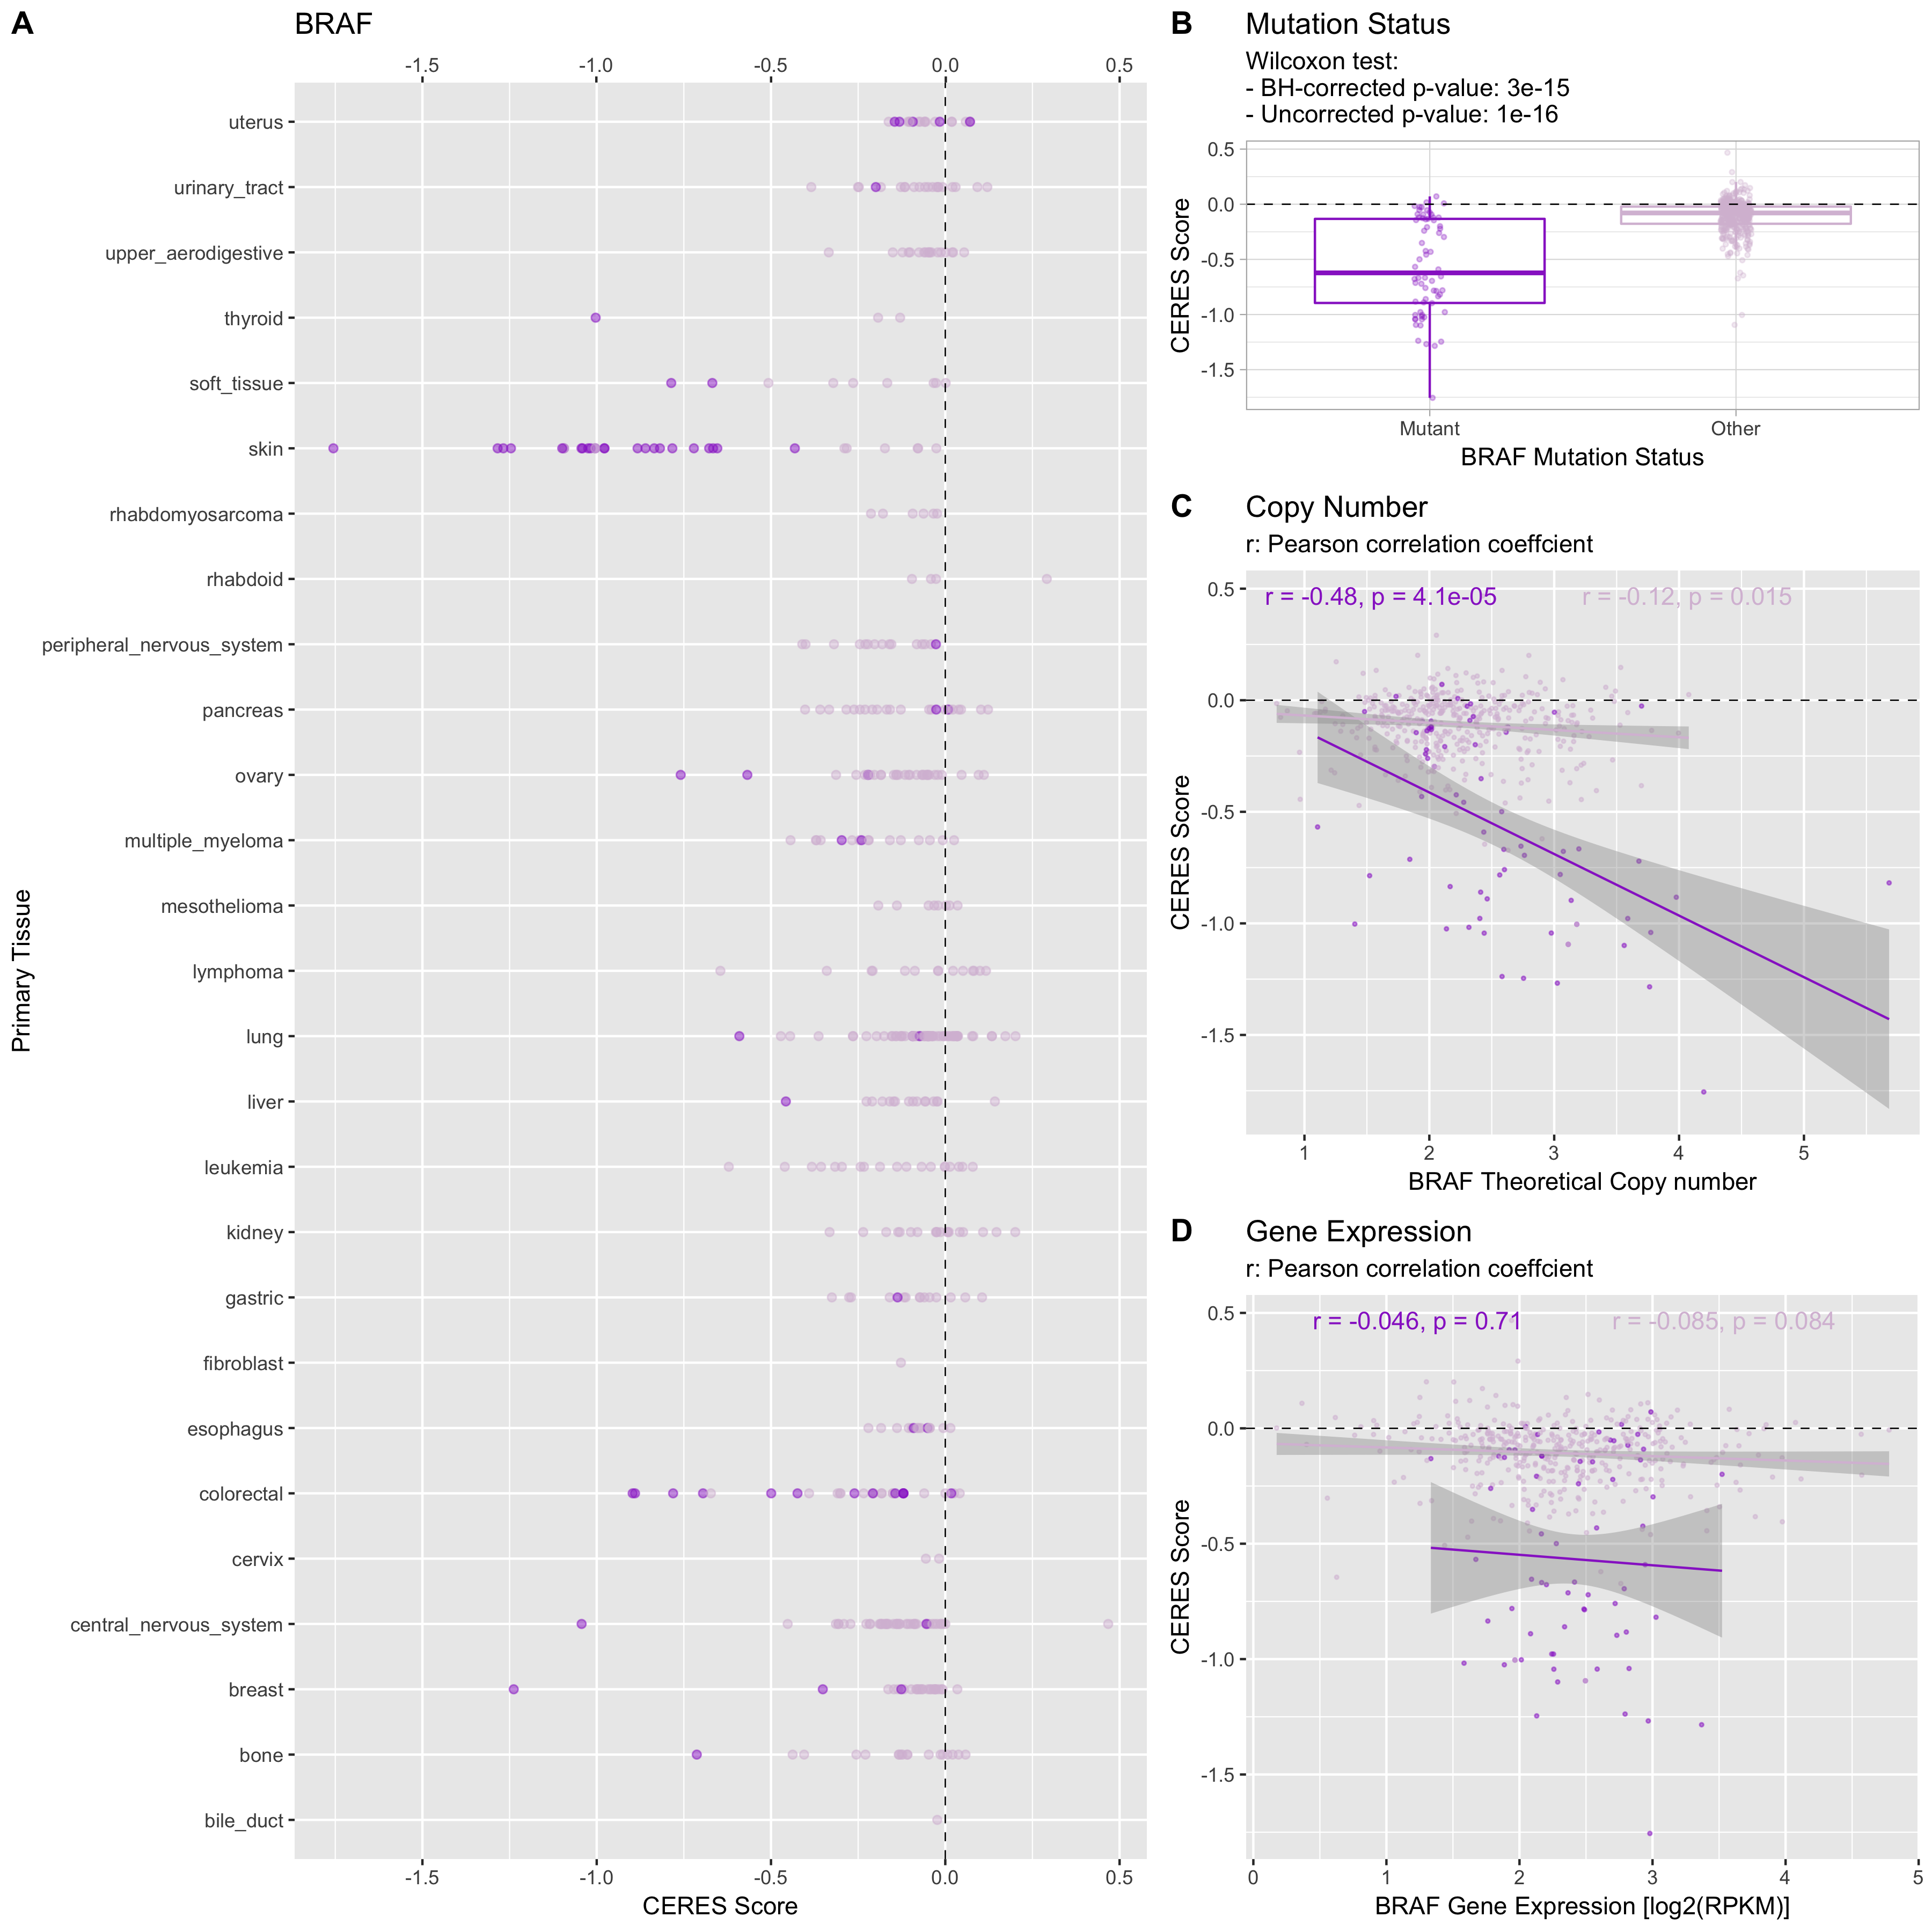 A
BRAF
-1.5 -1.0 -0.5 0.0 0.5
uterus
urinary_tract
upper_aerodigestive
thyroid
soft_tissue
skin
rhabdomyosarcoma
rhabdoid
peripheral_nervous_system
pancreas
ovary
multiple_myeloma
mesothelioma
lymphoma
lung
liver
leukemia
kidney
gastric
fibroblast
esophagus
colorectal
cervix
central_nervous_system
breast
bone
bile_duct
Primary Tissue
-1.5 -1.0 -0.5 0.0 0.5
CERES Score
B
Mutation Status
Wilcoxon test:
- BH-corrected p-value: 3e-15
- Uncorrected p-value: 1e-16
0.5
0.0
-0.5
-1.0
-1.5
CERES Score
Mutant Other
BRAF Mutation Status
C
Copy Number
r: Pearson correlation coeffcient
r = -0.48, p = 4.1e-05 r = -0.12, p = 0.015
0.5
0.0
-0.5
-1.0
-1.5
CERES Score
1 2 3 4 5
BRAF Theoretical Copy number
D
Gene Expression
r: Pearson correlation coeffcient
r = -0.046, p = 0.71 r = -0.085, p = 0.084
0.5
0.0
-0.5
-1.0
-1.5
CERES Score
0 1 2 3 4 5
BRAF Gene Expression [log2(RPKM)]